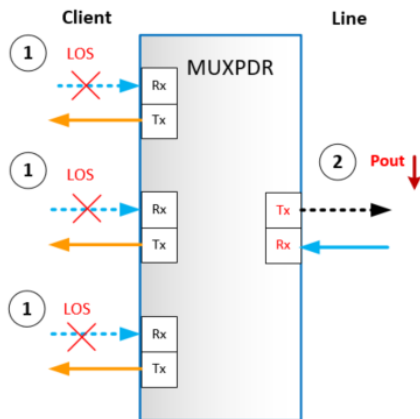 Client
Line
MUXPDR
1
LOS
Rx
Tx
1
LOS
Rx
Tx
2
Pout
Tx
Rx
1
LOS
Rx
Tx